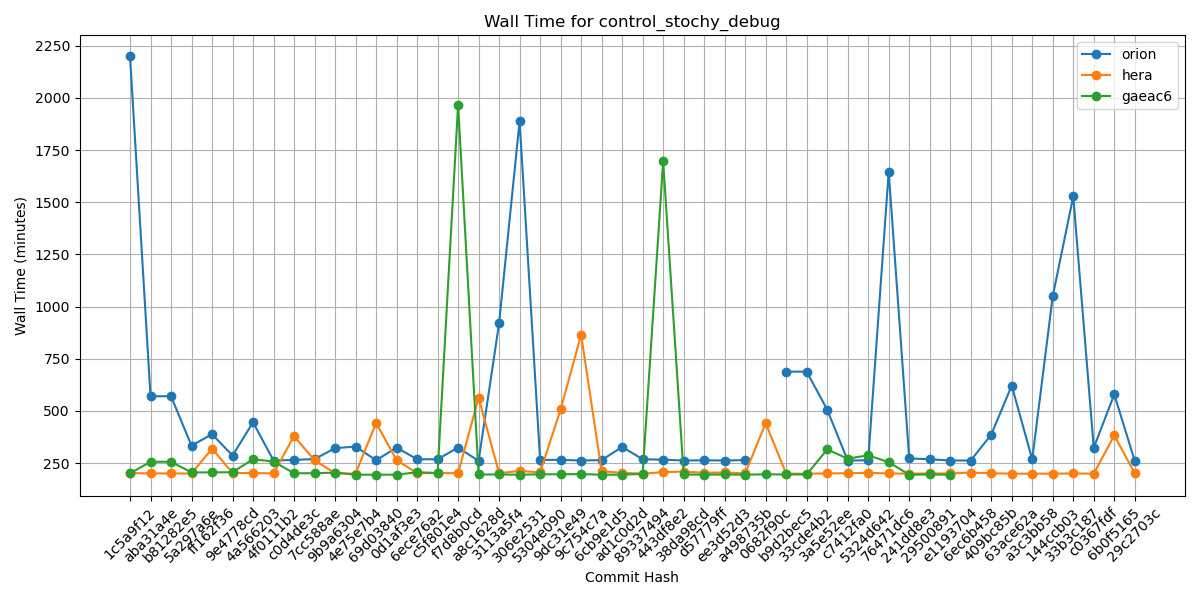 Wall Time for control_stochy_debug
orion
hera
gaeac6
Wall Time (minutes)
2250
2000
1750
1500
1250
1000
750
500
250
1c5a9f12
aba331a4e
b81282e5
5a297a6e
ff162f36
9e4778cd
4a566203
4f0111b2
c0d4de3c
7cc588ae
9b9a6304
4e75e7b4
69d03840
0d1af3e3
6ece76a2
c5f801e4
f7d8b0cd
a8c1628d
3113a5f4
306e2531
5304e090
9dc31e49
9c754c7a
6cb9e1d5
ad1c0d2d
89337494
443df8e2
38da98cd
d57779ff
ee3d52d3
a498735b
0682f90c
b9d2bec5
33cde4b2
3a5e52ee
c7412fa0
5324d642
76471dc6
241dd8e3
29500891
e1193704
6ec6b458
409bc85b
63ace62a
a3c3bb58
144ccb03
33b3c187
c0367fdf
6b0f5165
29c2703c
Commit Hash